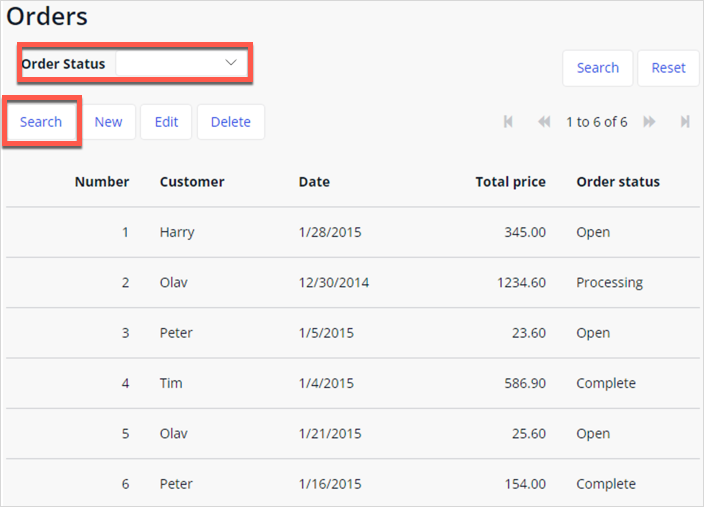 Orders
Order Status
Search Reset
Search New Edit Delete 1 to 6 of 6
Number Customer Date Total price Order status
1 Harry 1/28/2015 345.00 Open
2 Olav 12/30/2014 1234.60 Processing
3 Peter 1/5/2015 23.60 Open
4 Tim 1/4/2015 586.90 Complete
5 Olav 1/21/2015 25.60 Open
6 Peter 1/16/2015 154.00 Complete